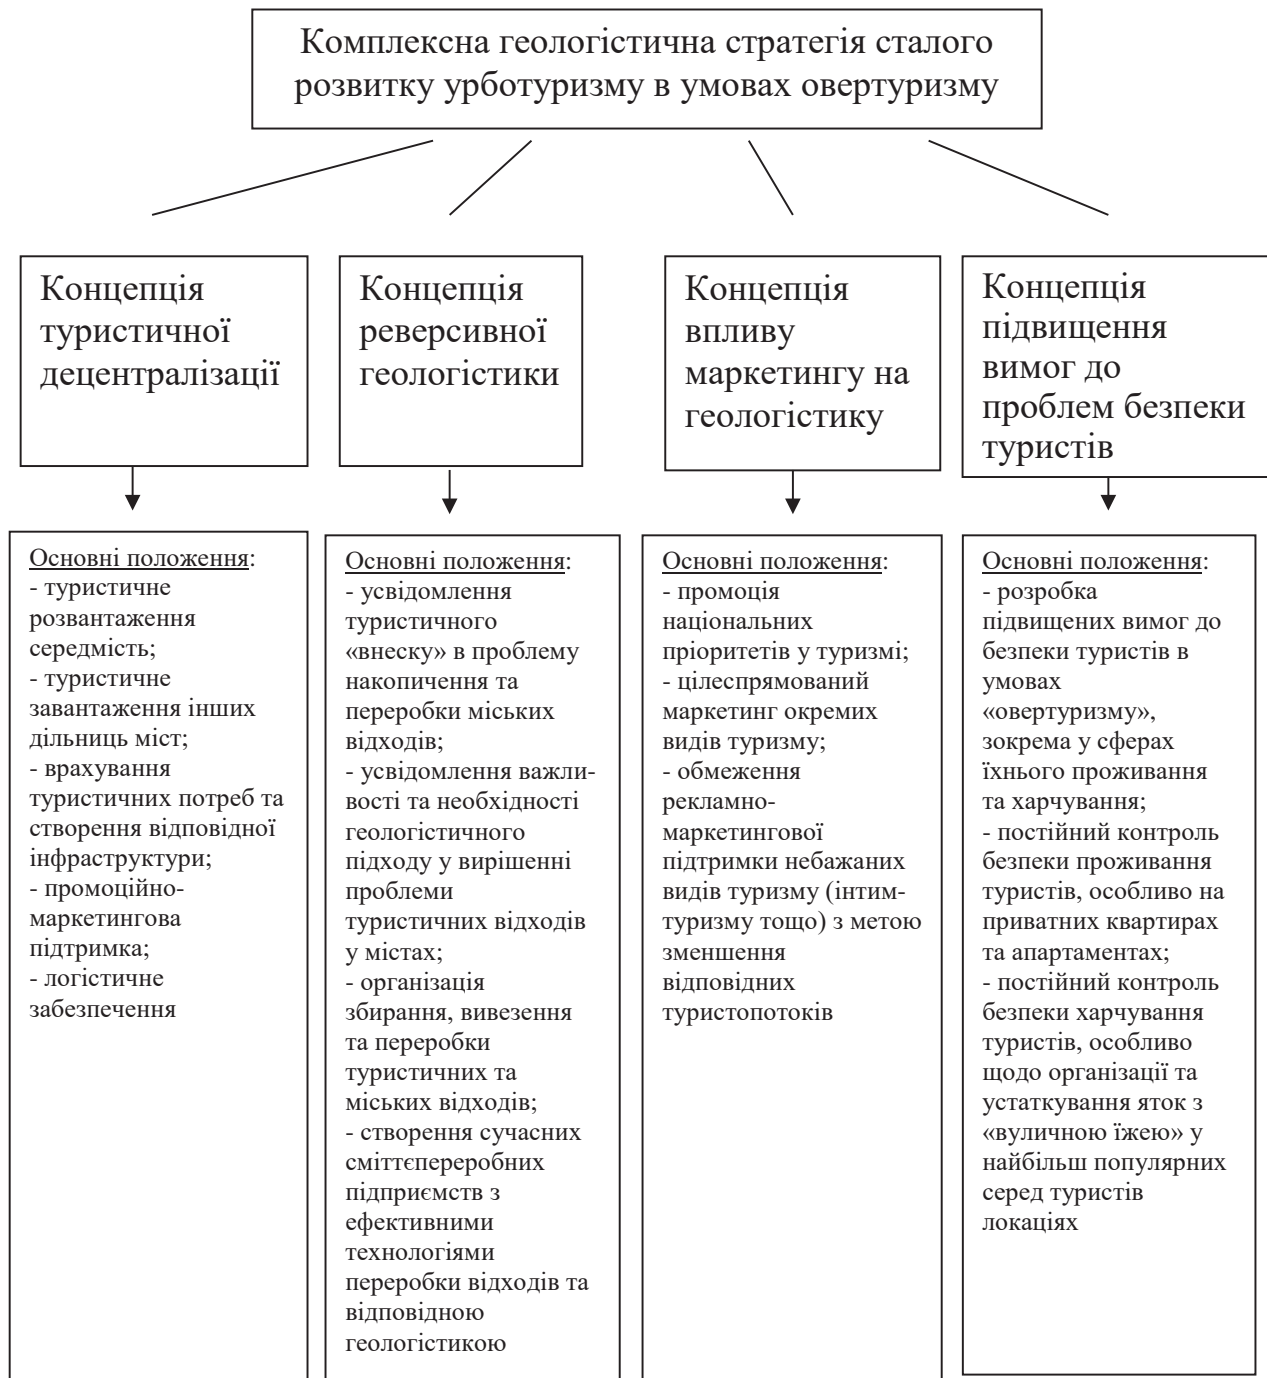 Комплексна геологістична стратегія сталого
розвитку урботуризму в умовах овертуризму
Концепція
туристичної
децентралізації
Концепція
реверсивної
геологістики
Концепція
впливу
маркетингу на
геологістику
Концепція
підвищення
вимог до
проблем безпеки
туристів
Основні положення:
- туристичне
розвантаження
середмість;
- туристичне
завантаження інших
дільниць міст;
- врахування
туристичних потреб та
створення відповідної
інфраструктури;
- промоційно-
маркетингова
підтримка;
- логістичне
забезпечення
Основні положення:
- усвідомлення
туристичного
«внеску» в проблему
накопичення та
переробки міських
відходів;
- усвідомлення важли-
вості та необхідності
геологістичного
підходу у вирішенні
проблеми
туристичних відходів
у містах;
- організація
збирання, вивезення
та переробки
туристичних та
міських відходів;
- створення сучасних
сміттєпереробних
підприємств з
ефективними
технологіями
переробки відходів та
відповідною
геологістикою
Основні положення:
- промоція
національних
пріоритетів у туризмі;
- цілеспрямований
маркетинг окремих
видів туризму;
- обмеження
рекламно-
маркетингової
підтримки небажаних
видів туризму (інтим-
туризму тощо) з метою
зменшення
відповідних
туристопотоків
Основні положення:
- розробка
підвищених вимог до
безпеки туристів в
умовах
«овертуризму»,
зокрема у сферах
їхнього проживання
та харчування;
- постійний контроль
безпеки проживання
туристів, особливо на
приватних квартирах
та апартаментах;
- постійний контроль
безпеки харчування
туристів, особливо
щодо організації та
устаткування яток з
«вуличною їжею» у
найбільш популярних
серед туристів
локаціях